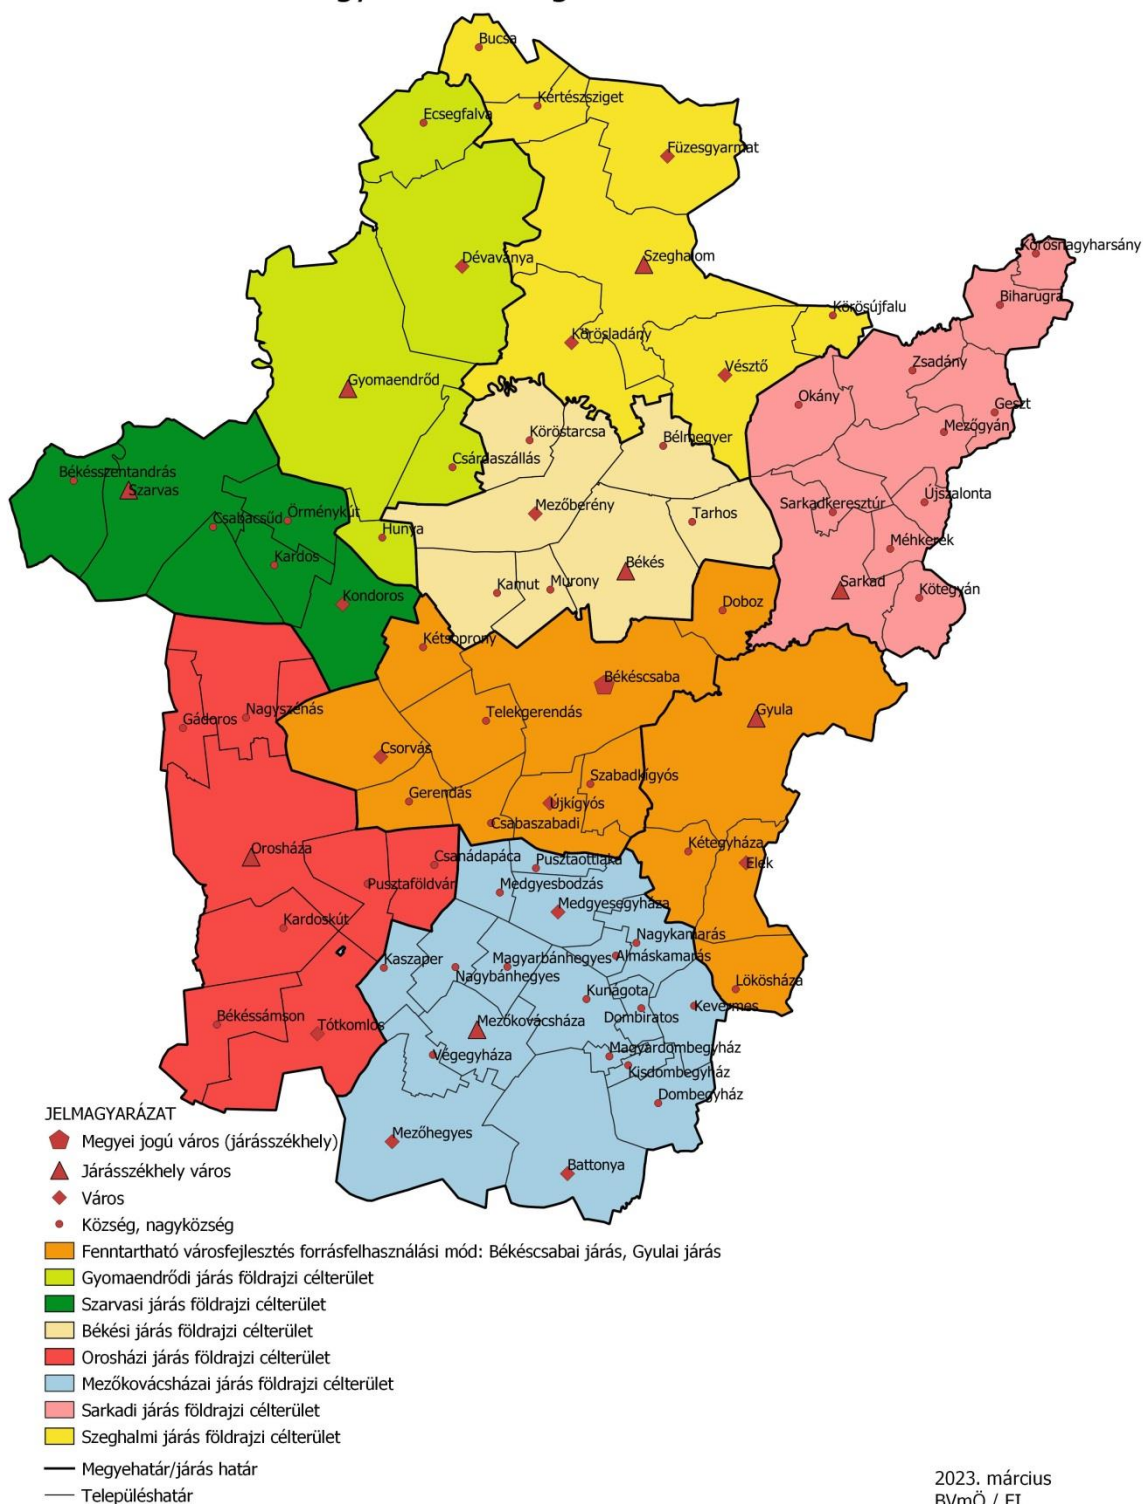 Bucsa
Kertészsziget
Ecsegfalva
Füzesgyarmat
Körösnagyharsány
Dévaványa
Szeghalom
Biharugra
Körösújfalu
Körösladány
Vésztő
Zsadány
Gyomaendrőd
Okány
Geszt
Mezőgyán
Köröstarcsa
Bélmegyer
Csárdaszállás
Békésszentandrás
Szarvas
Újszalonta
Mezőberény
Sarkadkeresztúr
Tarhos
Csabacsűd
Örménykút
Hunya
Méhkerek
Kardos
Békés
Kamut
Murony
Sarkad
Kötegyán
Kondoros
Doboz
Kétsoprony
Békéscsaba
Gádoros
Nagyszénás
Telekgerendás
Gyula
Csorvás
Szabadkígyós
Gerendás
Újkígyós
Csabaszabadi
Orosháza
Csanádapáca
Pusztaottlaka
Kétegyháza
Elek
Pusztaföldvár
Medgyesbodzás
Medgyesegyháza
Kardoskút
Nagykamarás
Kaszaper
Magyarbánhegyes
Almáskamarás
Nagybánhegyes
Lökösháza
Kunágota
Kevermes
Békéssámson
Tótkomlós
Mezőkovácsháza
Dombiratos
Végegyháza
Magyardombegyház
Kisdombegyház
Dombegyház
Mezőhegyes
Battonya
JELMAGYARÁZAT
Megyei jogú város (járásszékhely)
Járásszékhely város
Város
Község, nagyközség
Fenntartható városfejlesztés forrásfelhasználási mód: Békéscsabai járás, Gyulai járás
Gyomaendrődi járás földrajzi célterület
Szarvasi járás földrajzi célterület
Békési járás földrajzi célterület
Orosházi járás földrajzi célterület
Mezőkovácsházai járás földrajzi célterület
Sarkadi járás földrajzi célterület
Szeghalmi járás földrajzi célterület
Megyehatár/járás határ
Településhatár
2023. március
BVmÖ / FI